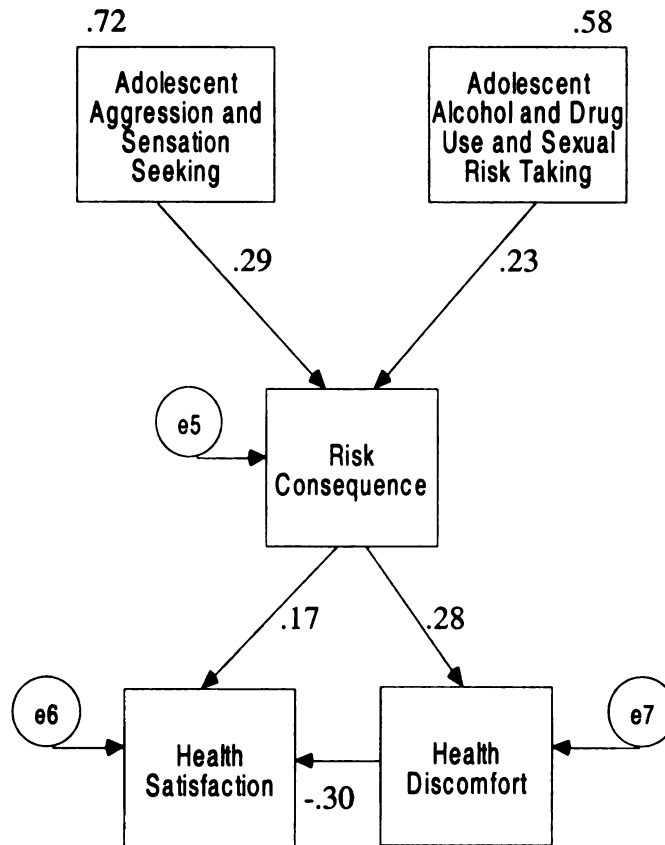 .72
.58
Adolescent
Aggression and
Sensation
Seeking
Adolescent
Alcohol and Drug
Use and Sexual
Risk Taking
.29
.23
e5
Risk
Consequence
.17
.28
e6
Health
Satisfaction
-.30
Health
Discomfort
e7